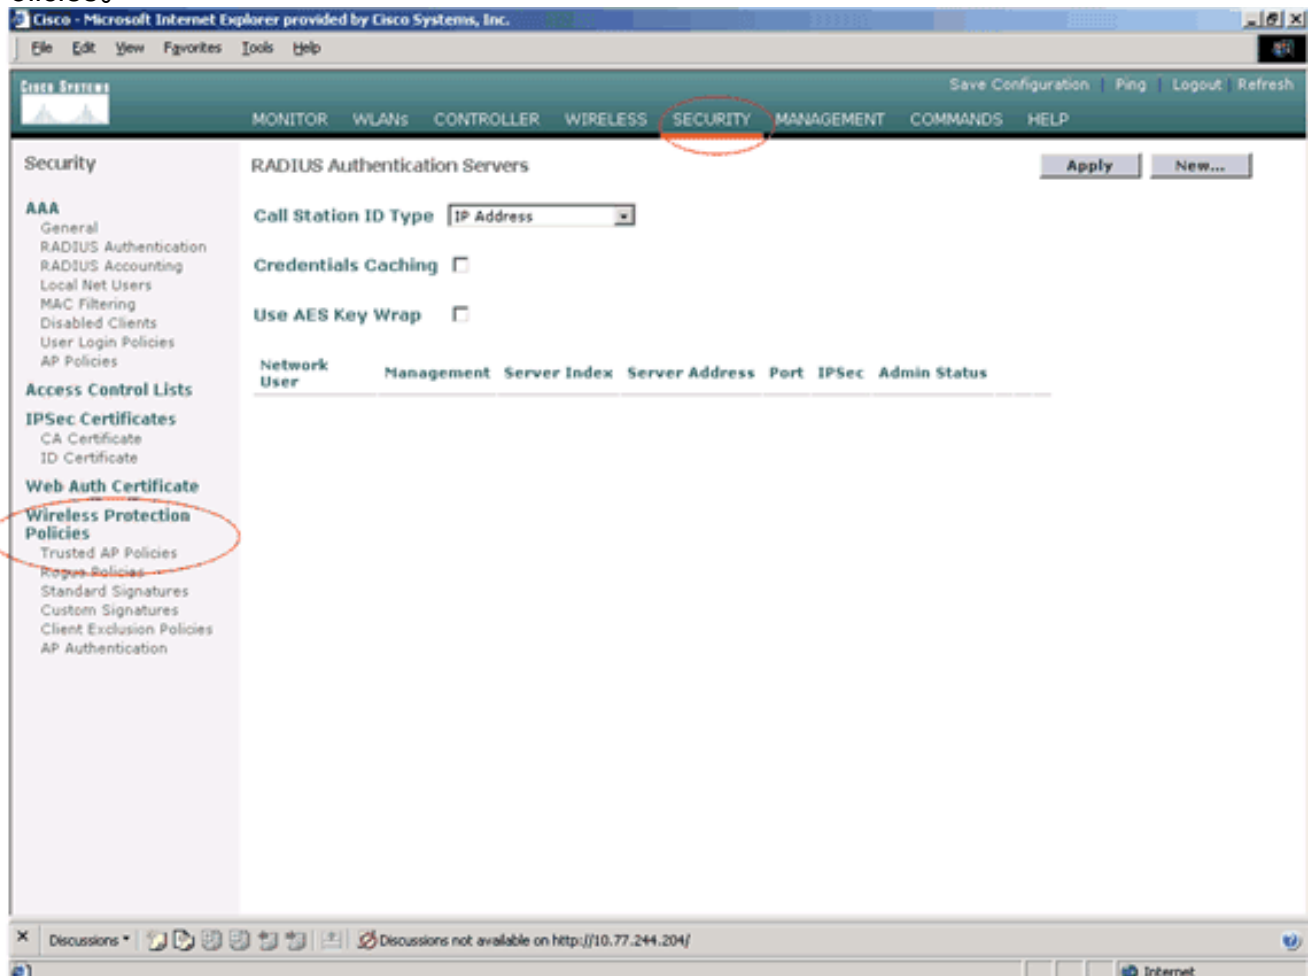 Cisco - Microsoft Internet Explorer provided by Cisco Systems, Inc.
File Edit View Favorites Tools Help
CISCO SYSTEMS
Save Configuration | Ping | Logout | Refresh
MONITOR WLANs CONTROLLER WIRELESS SECURITY MANAGEMENT COMMANDS HELP
Security
RADIUS Authentication Servers
Apply
New...
AAA
General
RADIUS Authentication
RADIUS Accounting
Local Net Users
MAC Filtering
Disabled Clients
User Login Policies
AP Policies
Access Control Lists
IPSec Certificates
CA Certificate
ID Certificate
Web Auth Certificate
Wireless Protection
Policies
Trusted AP Policies
Rogue Policies
Standard Signatures
Custom Signatures
Client Exclusion Policies
AP Authentication
Call Station ID Type IP Address
Credentials Caching
Use AES Key Wrap
Network
User
Management Server Index Server Address Port IPSec Admin Status
Discussions
Discussions not available on http://10.77.244.204/
Internet